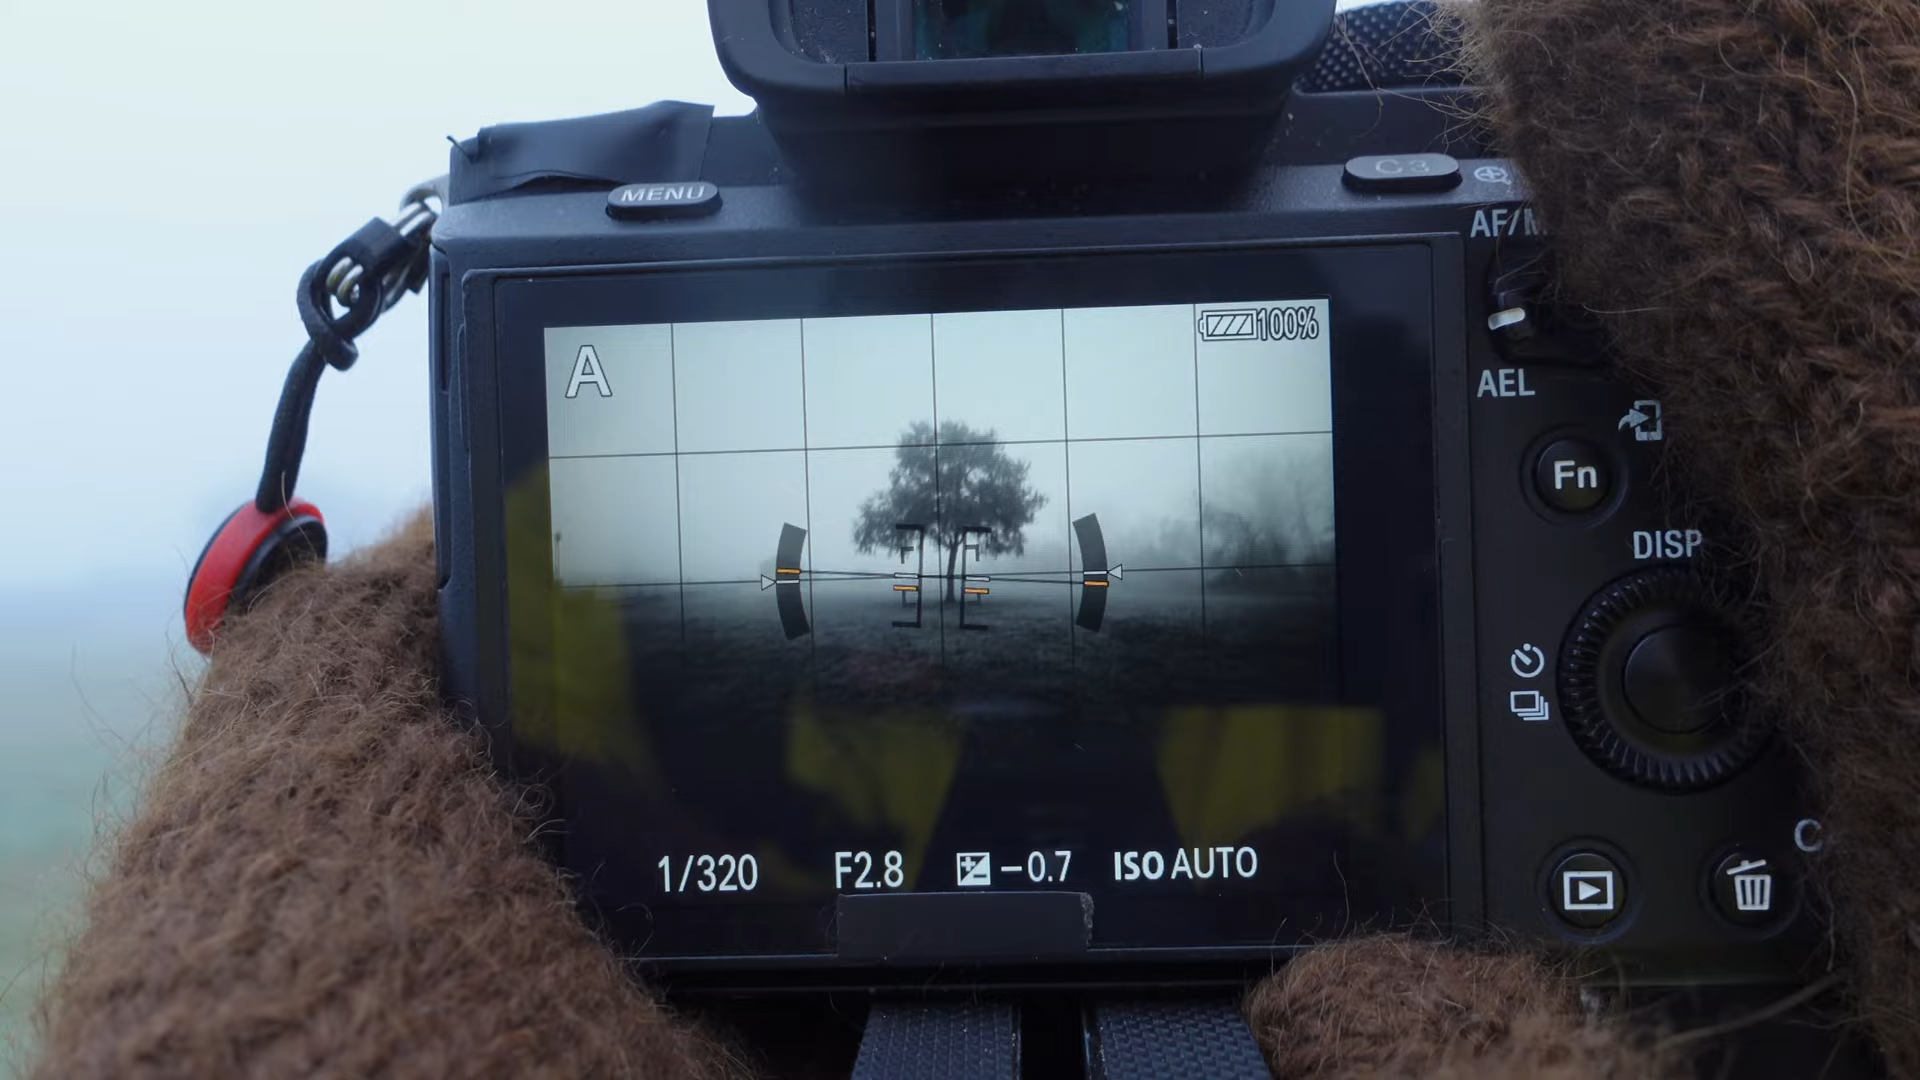 MENU
C3
AF/M
100%
A
AEL
Fn
DISP
1/320 F2.8 −0.7 ISO AUTO
C